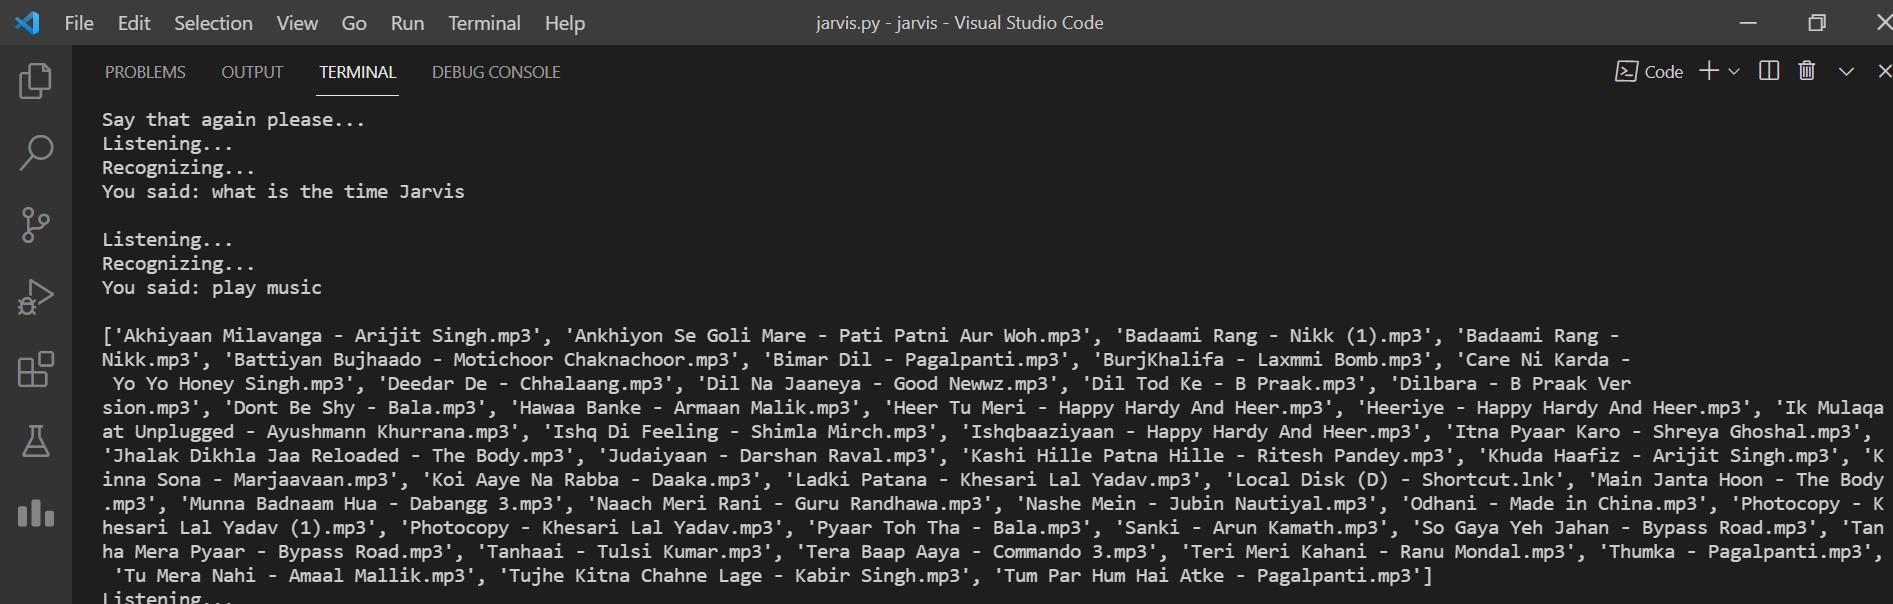 File Edit Selection View Go Run Terminal Help jarvis.py - jarvis - Visual Studio Code
PROBLEMS OUTPUT TERMINAL DEBUG CONSOLE Code
Say that again please...
Listening...
Recognizing...
You said: what is the time Jarvis
Listening...
Recognizing...
You said: play music
['Akhiyaan Milavanga - Arijit Singh.mp3', 'Ankhiyon Se Goli Mare - Pati Patni Aur Woh.mp3', 'Badaami Rang - Nikk (1).mp3', 'Badaami Rang -
Nikk.mp3', 'Battiyan Bujhaado - Motichoor Chaknachoor.mp3', 'Bimar Dil - Pagalpanti.mp3', 'BurjKhalifa - Laxmmi Bomb.mp3', 'Care Ni Karda -
Yo Yo Honey Singh.mp3', 'Deedar De - Chhalaang.mp3', 'Dil Na Jaaneya - Good Newwz.mp3', 'Dil Tod Ke - B Praak.mp3', 'Dilbara - B Praak Ver
sion.mp3', 'Dont Be Shy - Bala.mp3', 'Hawaa Banke - Armaan Malik.mp3', 'Heer Tu Meri - Happy Hardy And Heer.mp3', 'Heeriye - Happy Hardy And Heer.mp3', 'Ik Mulaqa
at Unplugged - Ayushmann Khurrana.mp3', 'Ishq Di Feeling - Shimla Mirch.mp3', 'Ishqbaaziyaan - Happy Hardy And Heer.mp3', 'Itna Pyaar Karo - Shreya Ghoshal.mp3',
'Jhalak Dikhla Jaa Reloaded - The Body.mp3', 'Judaiyaan - Darshan Raval.mp3', 'Kashi Hille Patna Hille - Ritesh Pandey.mp3', 'Khuda Haafiz - Arijit Singh.mp3', 'K
inna Sona - Marjaavaan.mp3', 'Koi Aaye Na Rabba - Daaka.mp3', 'Ladki Patana - Khesari Lal Yadav.mp3', 'Local Disk (D) - Shortcut.lnk', 'Main Janta Hoon - The Body
.mp3', 'Munna Badnaam Hua - Dabangg 3.mp3', 'Naach Meri Rani - Guru Randhawa.mp3', 'Nashe Mein - Jubin Nautiyal.mp3', 'Odhani - Made in China.mp3', 'Photocopy - K
hesari Lal Yadav (1).mp3', 'Photocopy - Khesari Lal Yadav.mp3', 'Pyaar Toh Tha - Bala.mp3', 'Sanki - Arun Kamath.mp3', 'So Gaya Yeh Jahan - Bypass Road.mp3', 'Tan
ha Mera Pyaar - Bypass Road.mp3', 'Tanhaai - Tulsi Kumar.mp3', 'Tera Baap Aaya - Commando 3.mp3', 'Teri Meri Kahani - Ranu Mondal.mp3', 'Thumka - Pagalpanti.mp3',
'Tu Mera Nahi - Amaal Mallik.mp3', 'Tujhe Kitna Chahne Lage - Kabir Singh.mp3', 'Tum Par Hum Hai Atke - Pagalpanti.mp3']
Listening...